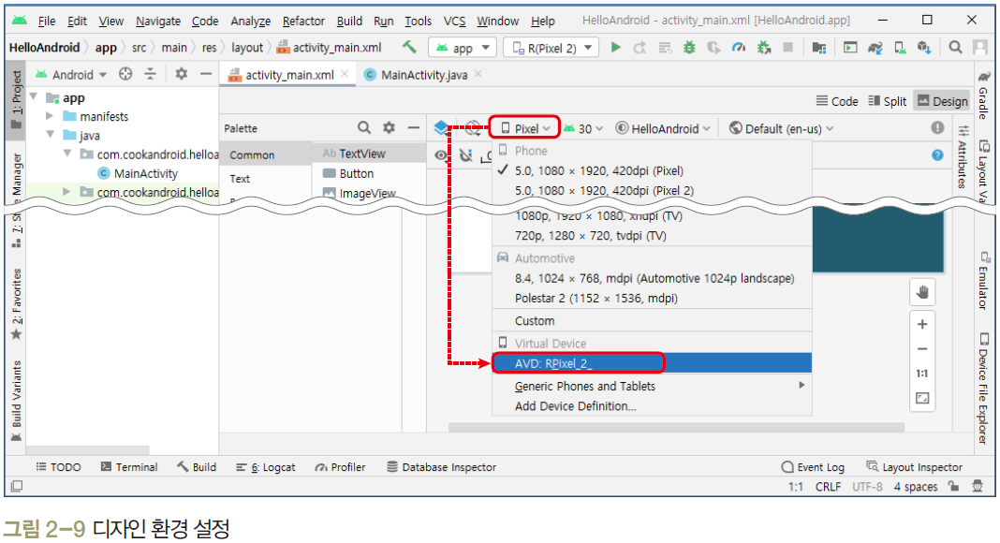 File Edit View Navigate Code Analyze Refactor Build Run Tools VCS Window Help HelloAndroid - activity_main.xml [HelloAndroid.app]
HelloAndroid app src main res layout activity_main.xml app R(Pixel 2)
1: Project
Android
activity_main.xml
MainActivity.java
Gradle
app
manifests
java
com.cookandroid.helloa
MainActivity
com.cookandroid.helloa
Code Split Design
Palette
Pixel 30 HelloAndroid Default (en-us)
Common
Text
Ab TextView
Button
ImageView
Attributes
Layout Va
Manager
Phone
5.0, 1080 × 1920, 420dpi (Pixel)
5.0, 1080 × 1920, 420dpi (Pixel 2)
1080p, 1920 × 1080, xhdpi (TV)
720p, 1280 × 720, tvdpi (TV)
Automotive
8.4, 1024 × 768, mdpi (Automotive 1024p landscape)
Polestar 2 (1152 × 1536, mdpi)
Custom
Virtual Device
AVD: RPixel_2_
Generic Phones and Tablets
Add Device Definition...
1:1
2: Favorites
Build Variants
Emulator
Device File Explorer
TODO Terminal Build 6: Logcat Profiler Database Inspector Event Log Layout Inspector
1:1 CRLF UTF-8 4 spaces
그림 2-9 디자인 환경 설정